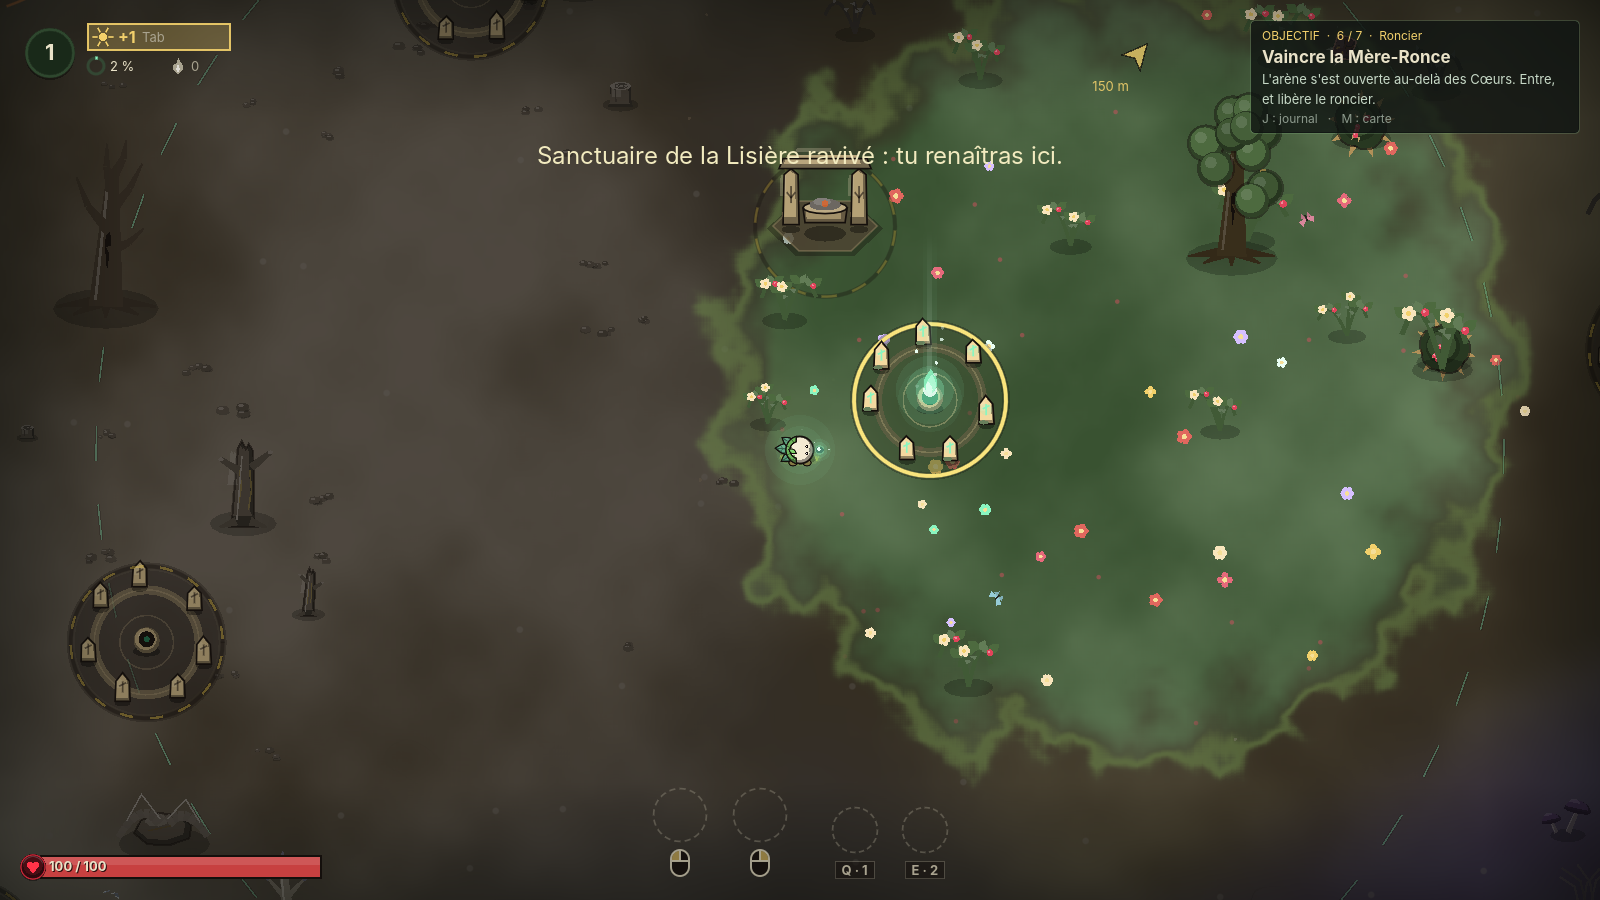 1
+1 Tab
2 %
0
OBJECTIF · 6 / 7 · Roncier
Vaincre la Mère-Ronce
L'arène s'est ouverte au-delà des Cœurs. Entre,
et libère le roncier.
J : journal · M : carte
150 m
Sanctuaire de la Lisière ravivé : tu renaîtras ici.
100 / 100
Q · 1
E · 2